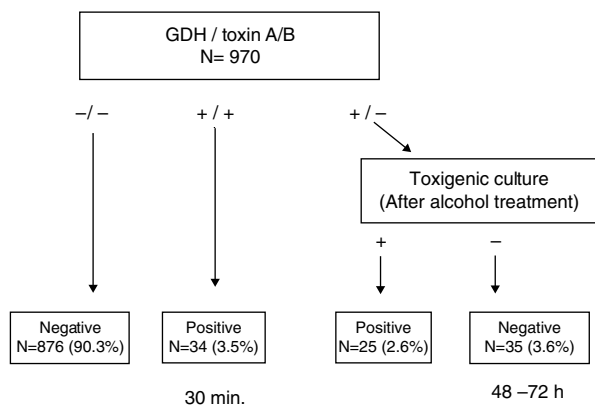 GDH / toxin A/B
N= 970
–/ –
+ / +
+ / –
Toxigenic culture
(After alcohol treatment)
+
–
Negative
N=876 (90.3%)
Positive
N=34 (3.5%)
Positive
N=25 (2.6%)
Negative
N=35 (3.6%)
30 min.
48 –72 h